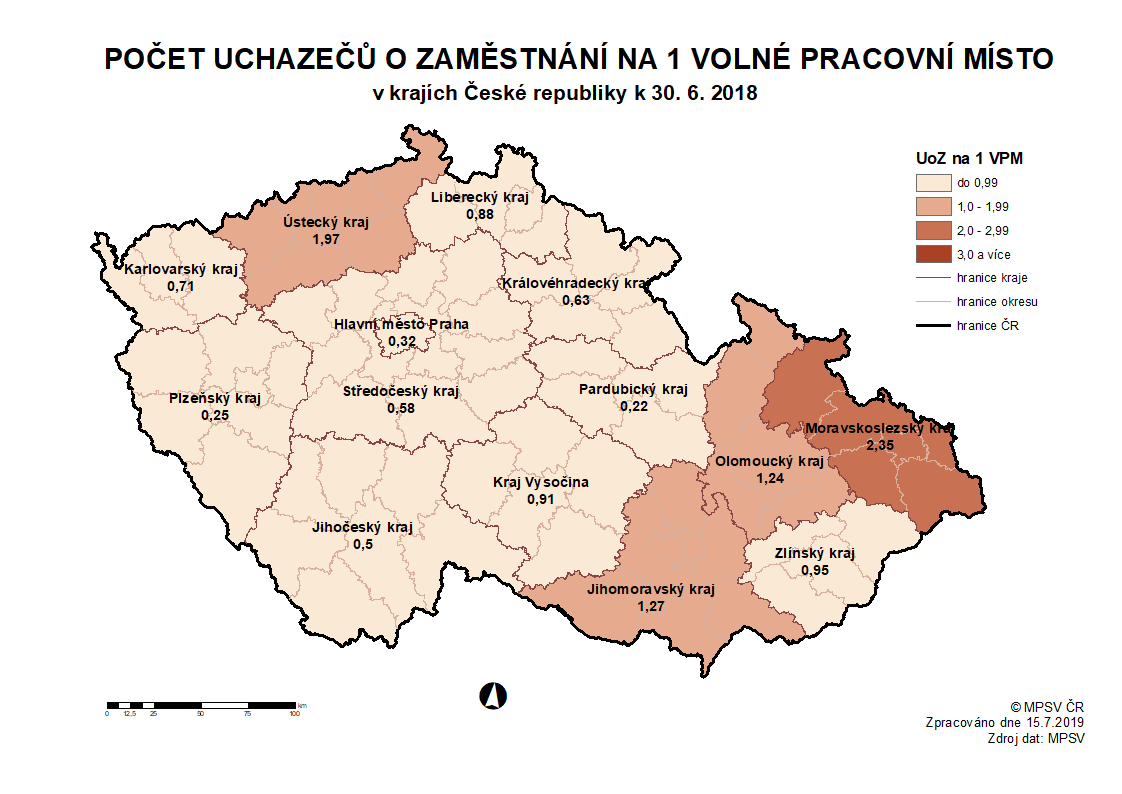 POČET UCHAZEČŮ O ZAMĚSTNÁNÍ NA 1 VOLNÉ PRACOVNÍ MÍSTO
v krajích České republiky k 30. 6. 2018
UoZ na 1 VPM
do 0,99
1,0 - 1,99
2,0 - 2,99
3,0 a více
hranice kraje
hranice okresu
hranice ČR
Liberecký kraj
0,88
Ústecký kraj
1,97
Karlovarský kraj
0,71
Královéhradecký kraj
0,63
Hlavní město Praha
0,32
Středočeský kraj
0,58
Plzeňský kraj
0,25
Pardubický kraj
0,22
Moravskoslezský kraj
2,35
Olomoucký kraj
1,24
Kraj Vysočina
0,91
Jihočeský kraj
0,5
Zlínský kraj
0,95
Jihomoravský kraj
1,27
km
0 12,5 25 50 75 100
© MPSV ČR
Zpracováno dne 15.7.2019
Zdroj dat: MPSV